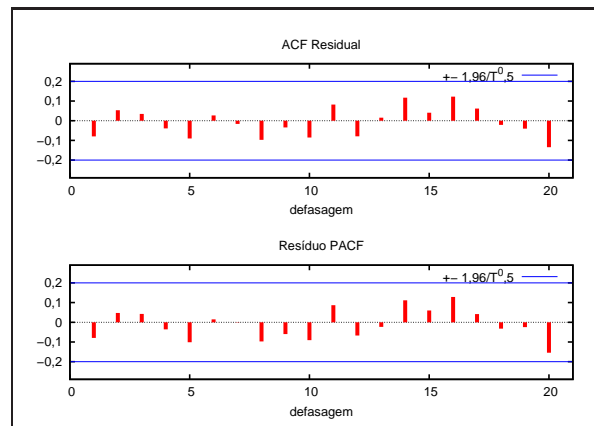 ACF Residual
+− 1,96/T^0,5
0,2
0,1
0
−0,1
−0,2
0 5 10 15 20
defasagem
Resíduo PACF
+− 1,96/T^0,5
0,2
0,1
0
−0,1
−0,2
0 5 10 15 20
defasagem